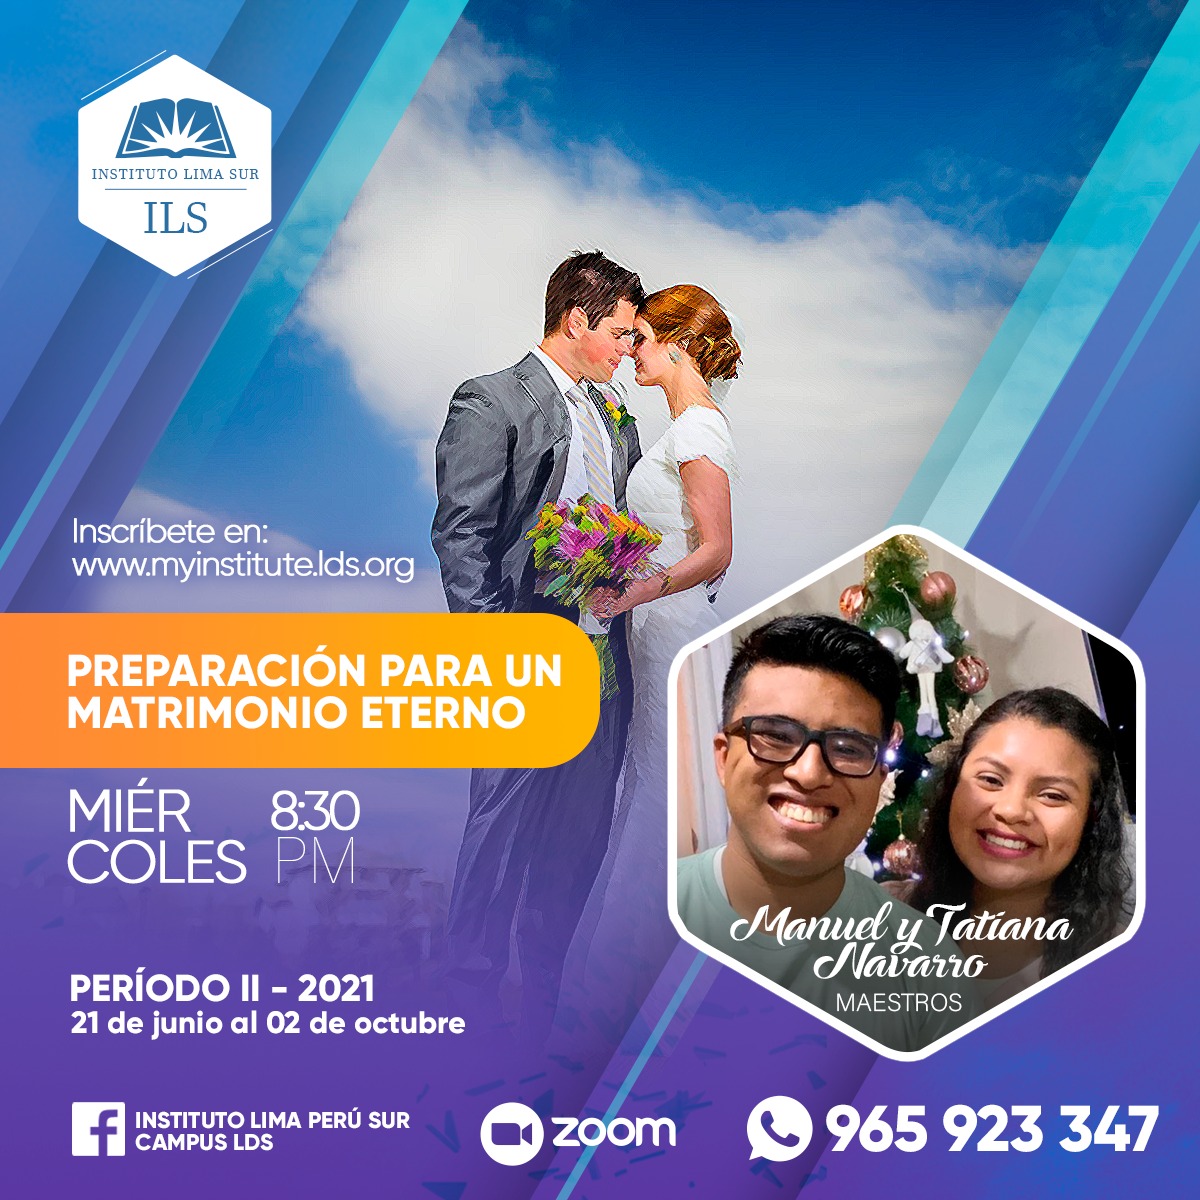 INSTITUTO LIMA SUR
ILS
Inscríbete en:
www.myinstitute.lds.org
PREPARACIÓN PARA UN
MATRIMONIO ETERNO
MIÉR
COLES
8:30
PM
Manuel y Tatiana
Navarro
MAESTROS
PERÍODO II - 2021
21 de junio al 02 de octubre
INSTITUTO LIMA PERÚ SUR
CAMPUS LDS
zoom
965 923 347